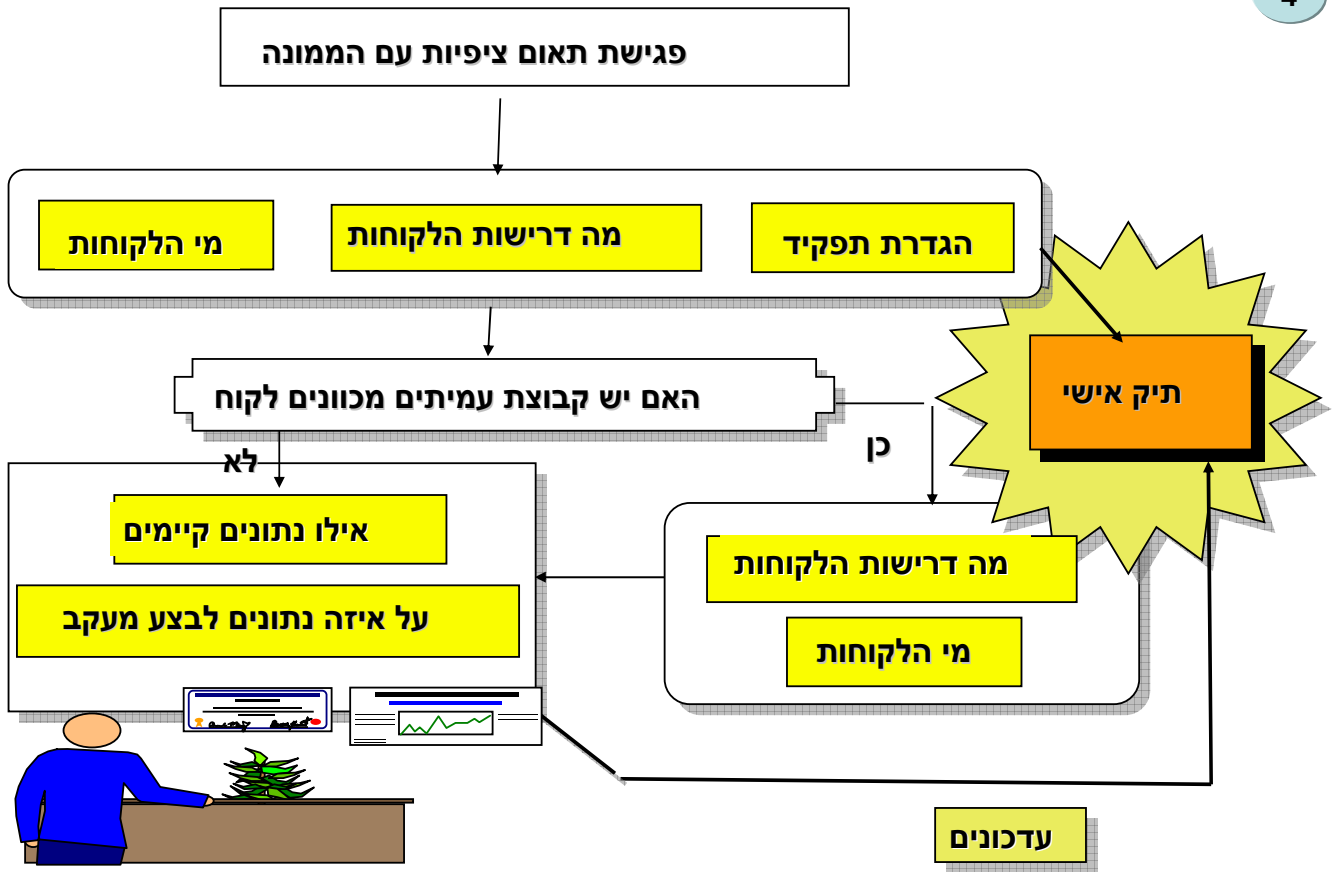 4
פגישת תאום ציפיות עם הממונה
הגדרת תפקיד
מה דרישות הלקוחות
מי הלקוחות
תיק אישי
האם יש קבוצת עמיתים מכוונים לקוח
כן
לא
מה דרישות הלקוחות
מי הלקוחות
אילו נתונים קיימים
על איזה נתונים לבצע מעקב
עדכונים